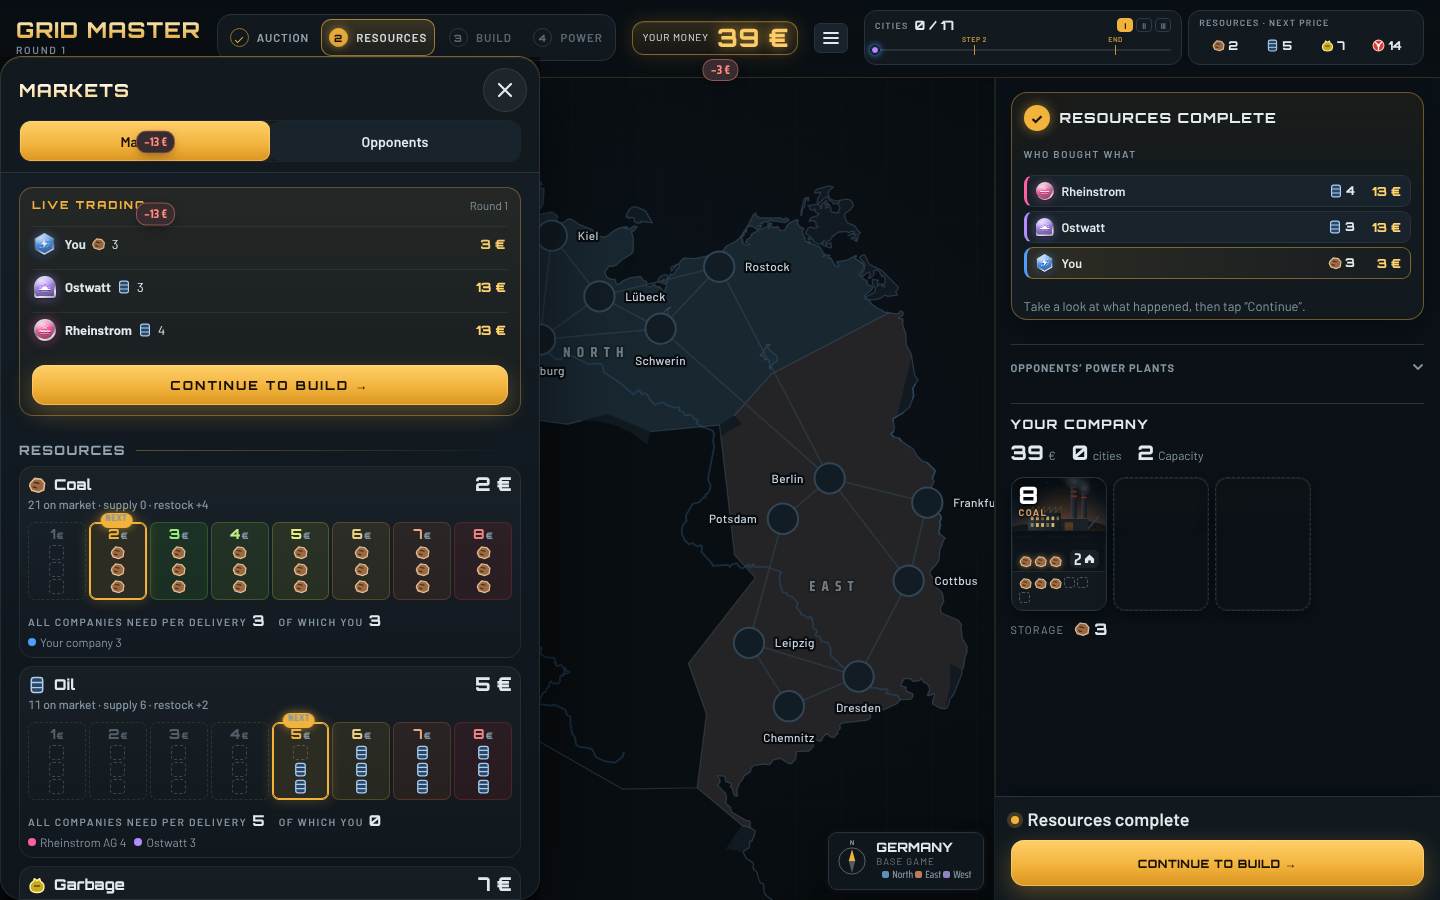 GRID MASTER
ROUND 1
AUCTION
2 RESOURCES
3 BUILD
4 POWER
YOUR MONEY 39 €
-3 €
CITIES 0 / 17
I II III
STEP 2
END
RESOURCES · NEXT PRICE
2 5 7 14
MARKETS
Ma
-13 €
Opponents
LIVE TRADING
Round 1
-13 €
You 3 3 €
Ostwatt 3 13 €
Rheinstrom 4 13 €
CONTINUE TO BUILD →
RESOURCES
Coal 2 €
21 on market · supply 0 · restock +4
NEXT
1€ 2€ 3€ 4€ 5€ 6€ 7€ 8€
ALL COMPANIES NEED PER DELIVERY 3 OF WHICH YOU 3
Your company 3
Oil 5 €
11 on market · supply 6 · restock +2
NEXT
1€ 2€ 3€ 4€ 5€ 6€ 7€ 8€
ALL COMPANIES NEED PER DELIVERY 5 OF WHICH YOU 0
Rheinstrom AG 4 Ostwatt 3
Garbage 7 €
Kiel
Rostock
Lübeck
NORTH
Schwerin
burg
Berlin
Potsdam
Frankfu
EAST
Cottbus
Leipzig
Dresden
Chemnitz
N
GERMANY
BASE GAME
North East West
RESOURCES COMPLETE
WHO BOUGHT WHAT
Rheinstrom 4 13 €
Ostwatt 3 13 €
You 3 3 €
Take a look at what happened, then tap “Continue”.
OPPONENTS’ POWER PLANTS
YOUR COMPANY
39 € 0 cities 2 Capacity
8
COAL
2
STORAGE 3
Resources complete
CONTINUE TO BUILD →